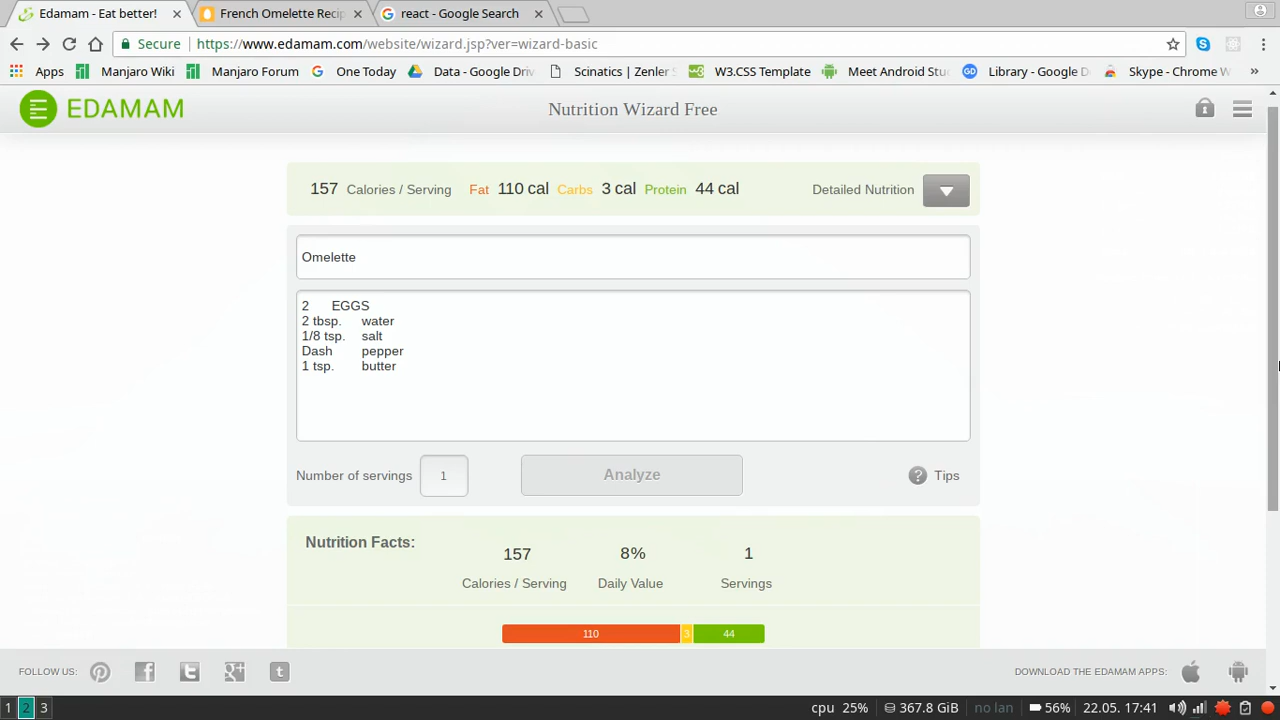 Edamam - Eat better!
French Omelette Recip
react - Google Search
Secure https://www.edamam.com/website/wizard.jsp?ver=wizard-basic
Apps Manjaro Wiki Manjaro Forum One Today Data - Google Driv Scinatics | Zenler S W3.CSS Template Meet Android Stu Library - Google D Skype - Chrome W »
EDAMAM
Nutrition Wizard Free
157 Calories / Serving Fat 110 cal Carbs 3 cal Protein 44 cal Detailed Nutrition
Omelette
2 EGGS
2 tbsp. water
1/8 tsp. salt
Dash pepper
1 tsp. butter
Number of servings 1 Analyze ? Tips
Nutrition Facts:
157 8% 1
Calories / Serving Daily Value Servings
110 3 44
FOLLOW US: DOWNLOAD THE EDAMAM APPS:
1 2 3 cpu 25% 367.8 GiB no lan 56% 22.05. 17:41